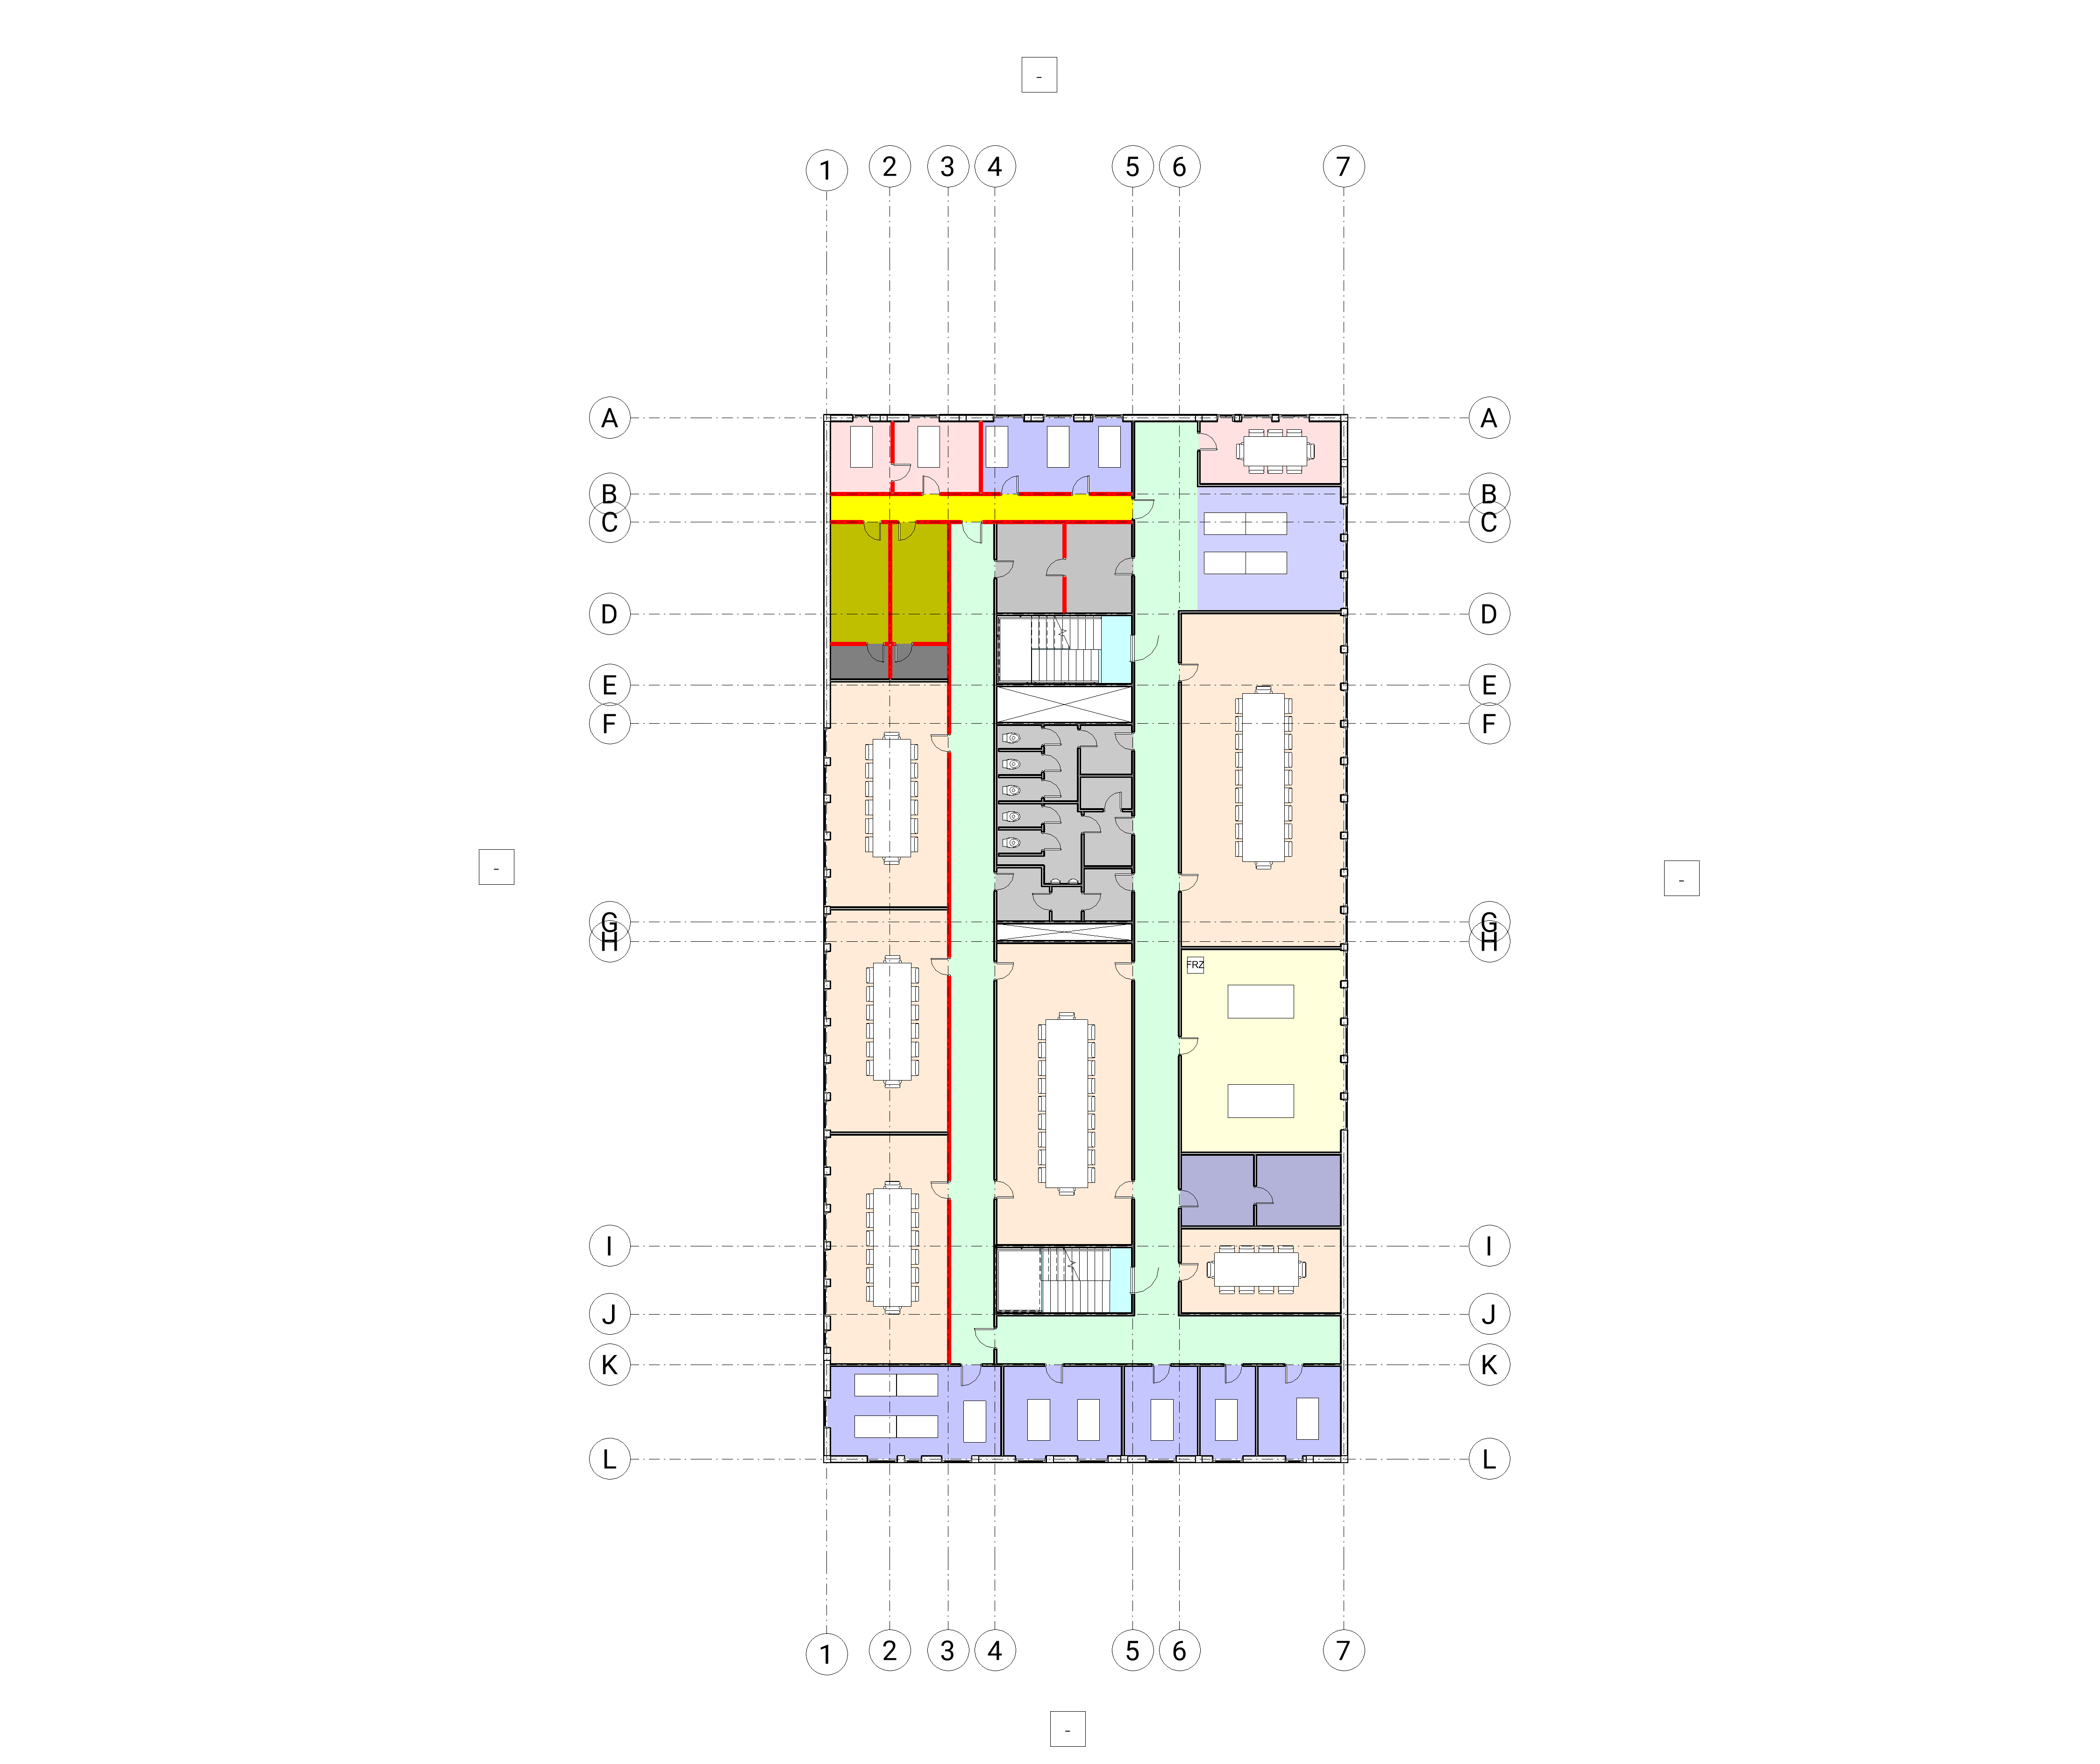 -
1 2 3 4 5 6 7
A A
B B
C C
D D
E E
F F
- -
G G
H H
FRZ
I I
J J
K K
L L
1 2 3 4 5 6 7
-